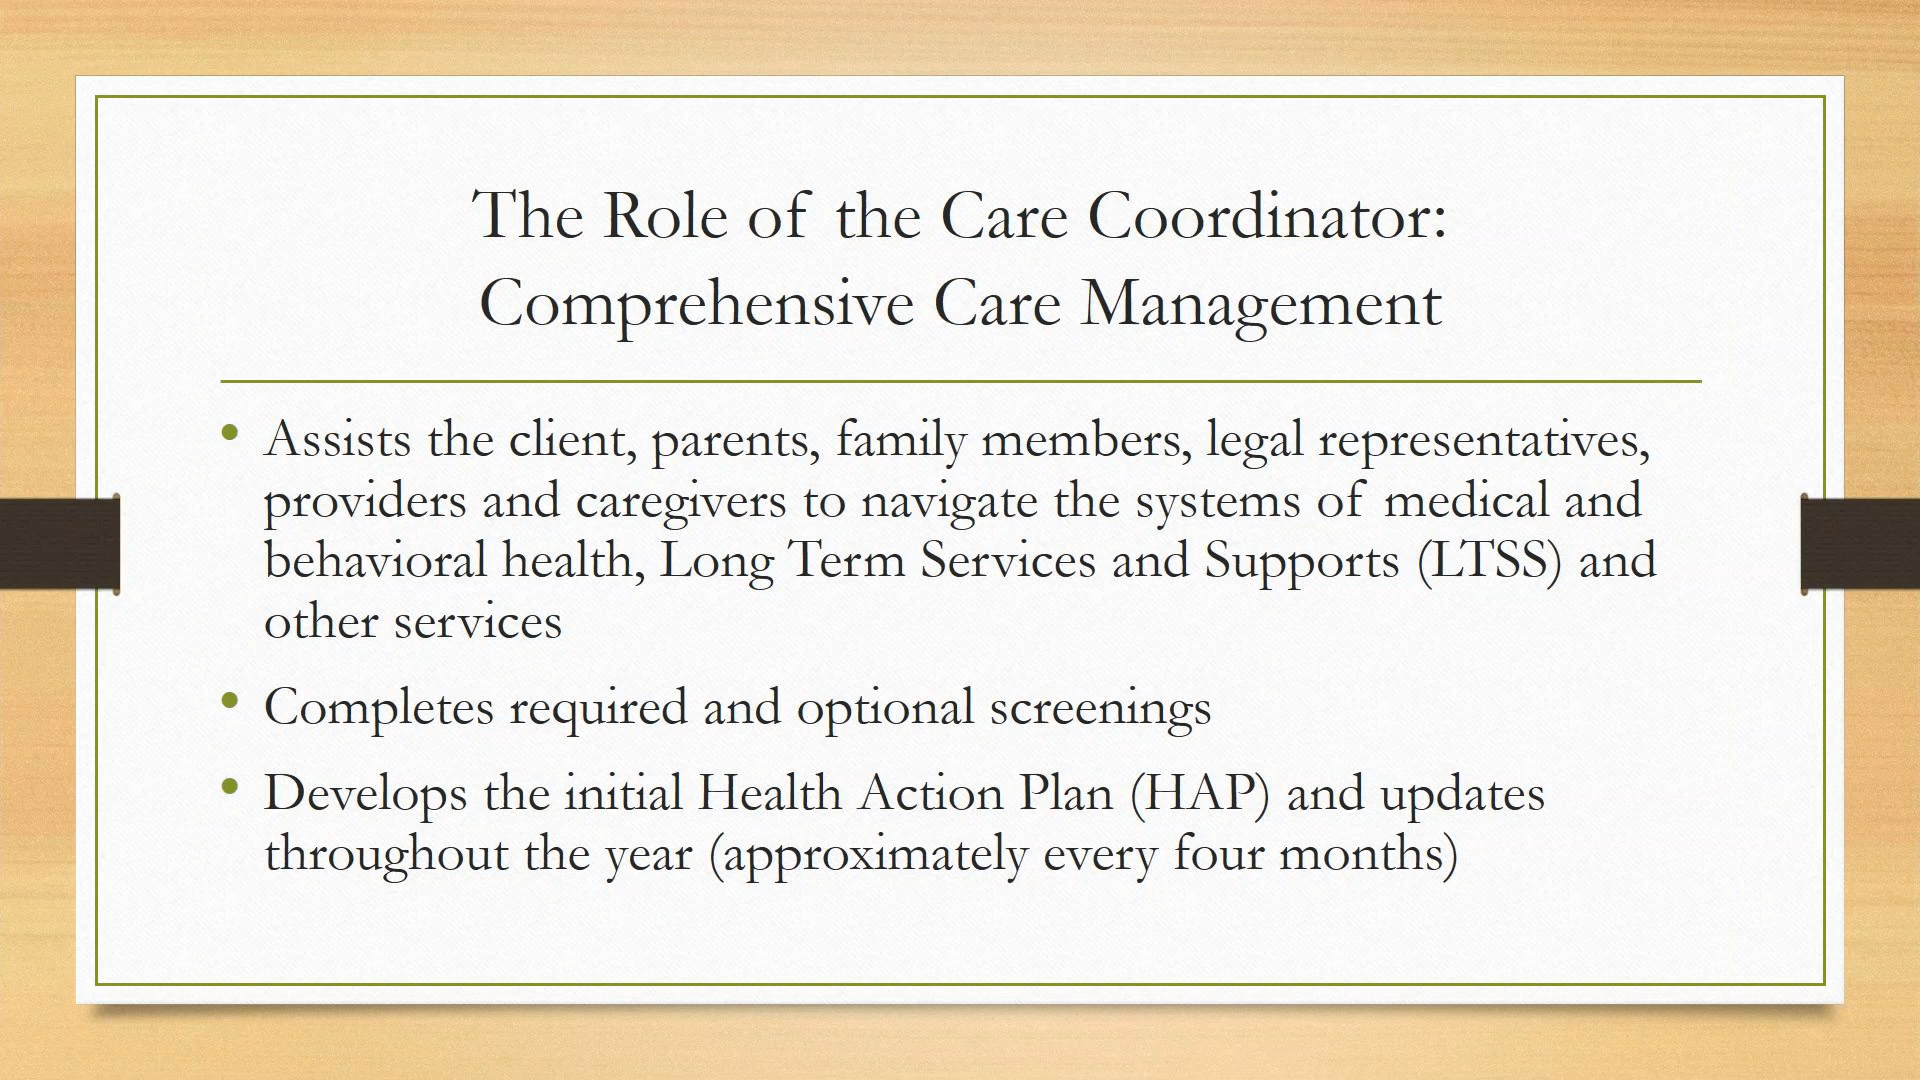 The Role of the Care Coordinator:
Comprehensive Care Management
• Assists the client, parents, family members, legal representatives,
providers and caregivers to navigate the systems of medical and
behavioral health, Long Term Services and Supports (LTSS) and
other services
• Completes required and optional screenings
• Develops the initial Health Action Plan (HAP) and updates
throughout the year (approximately every four months)